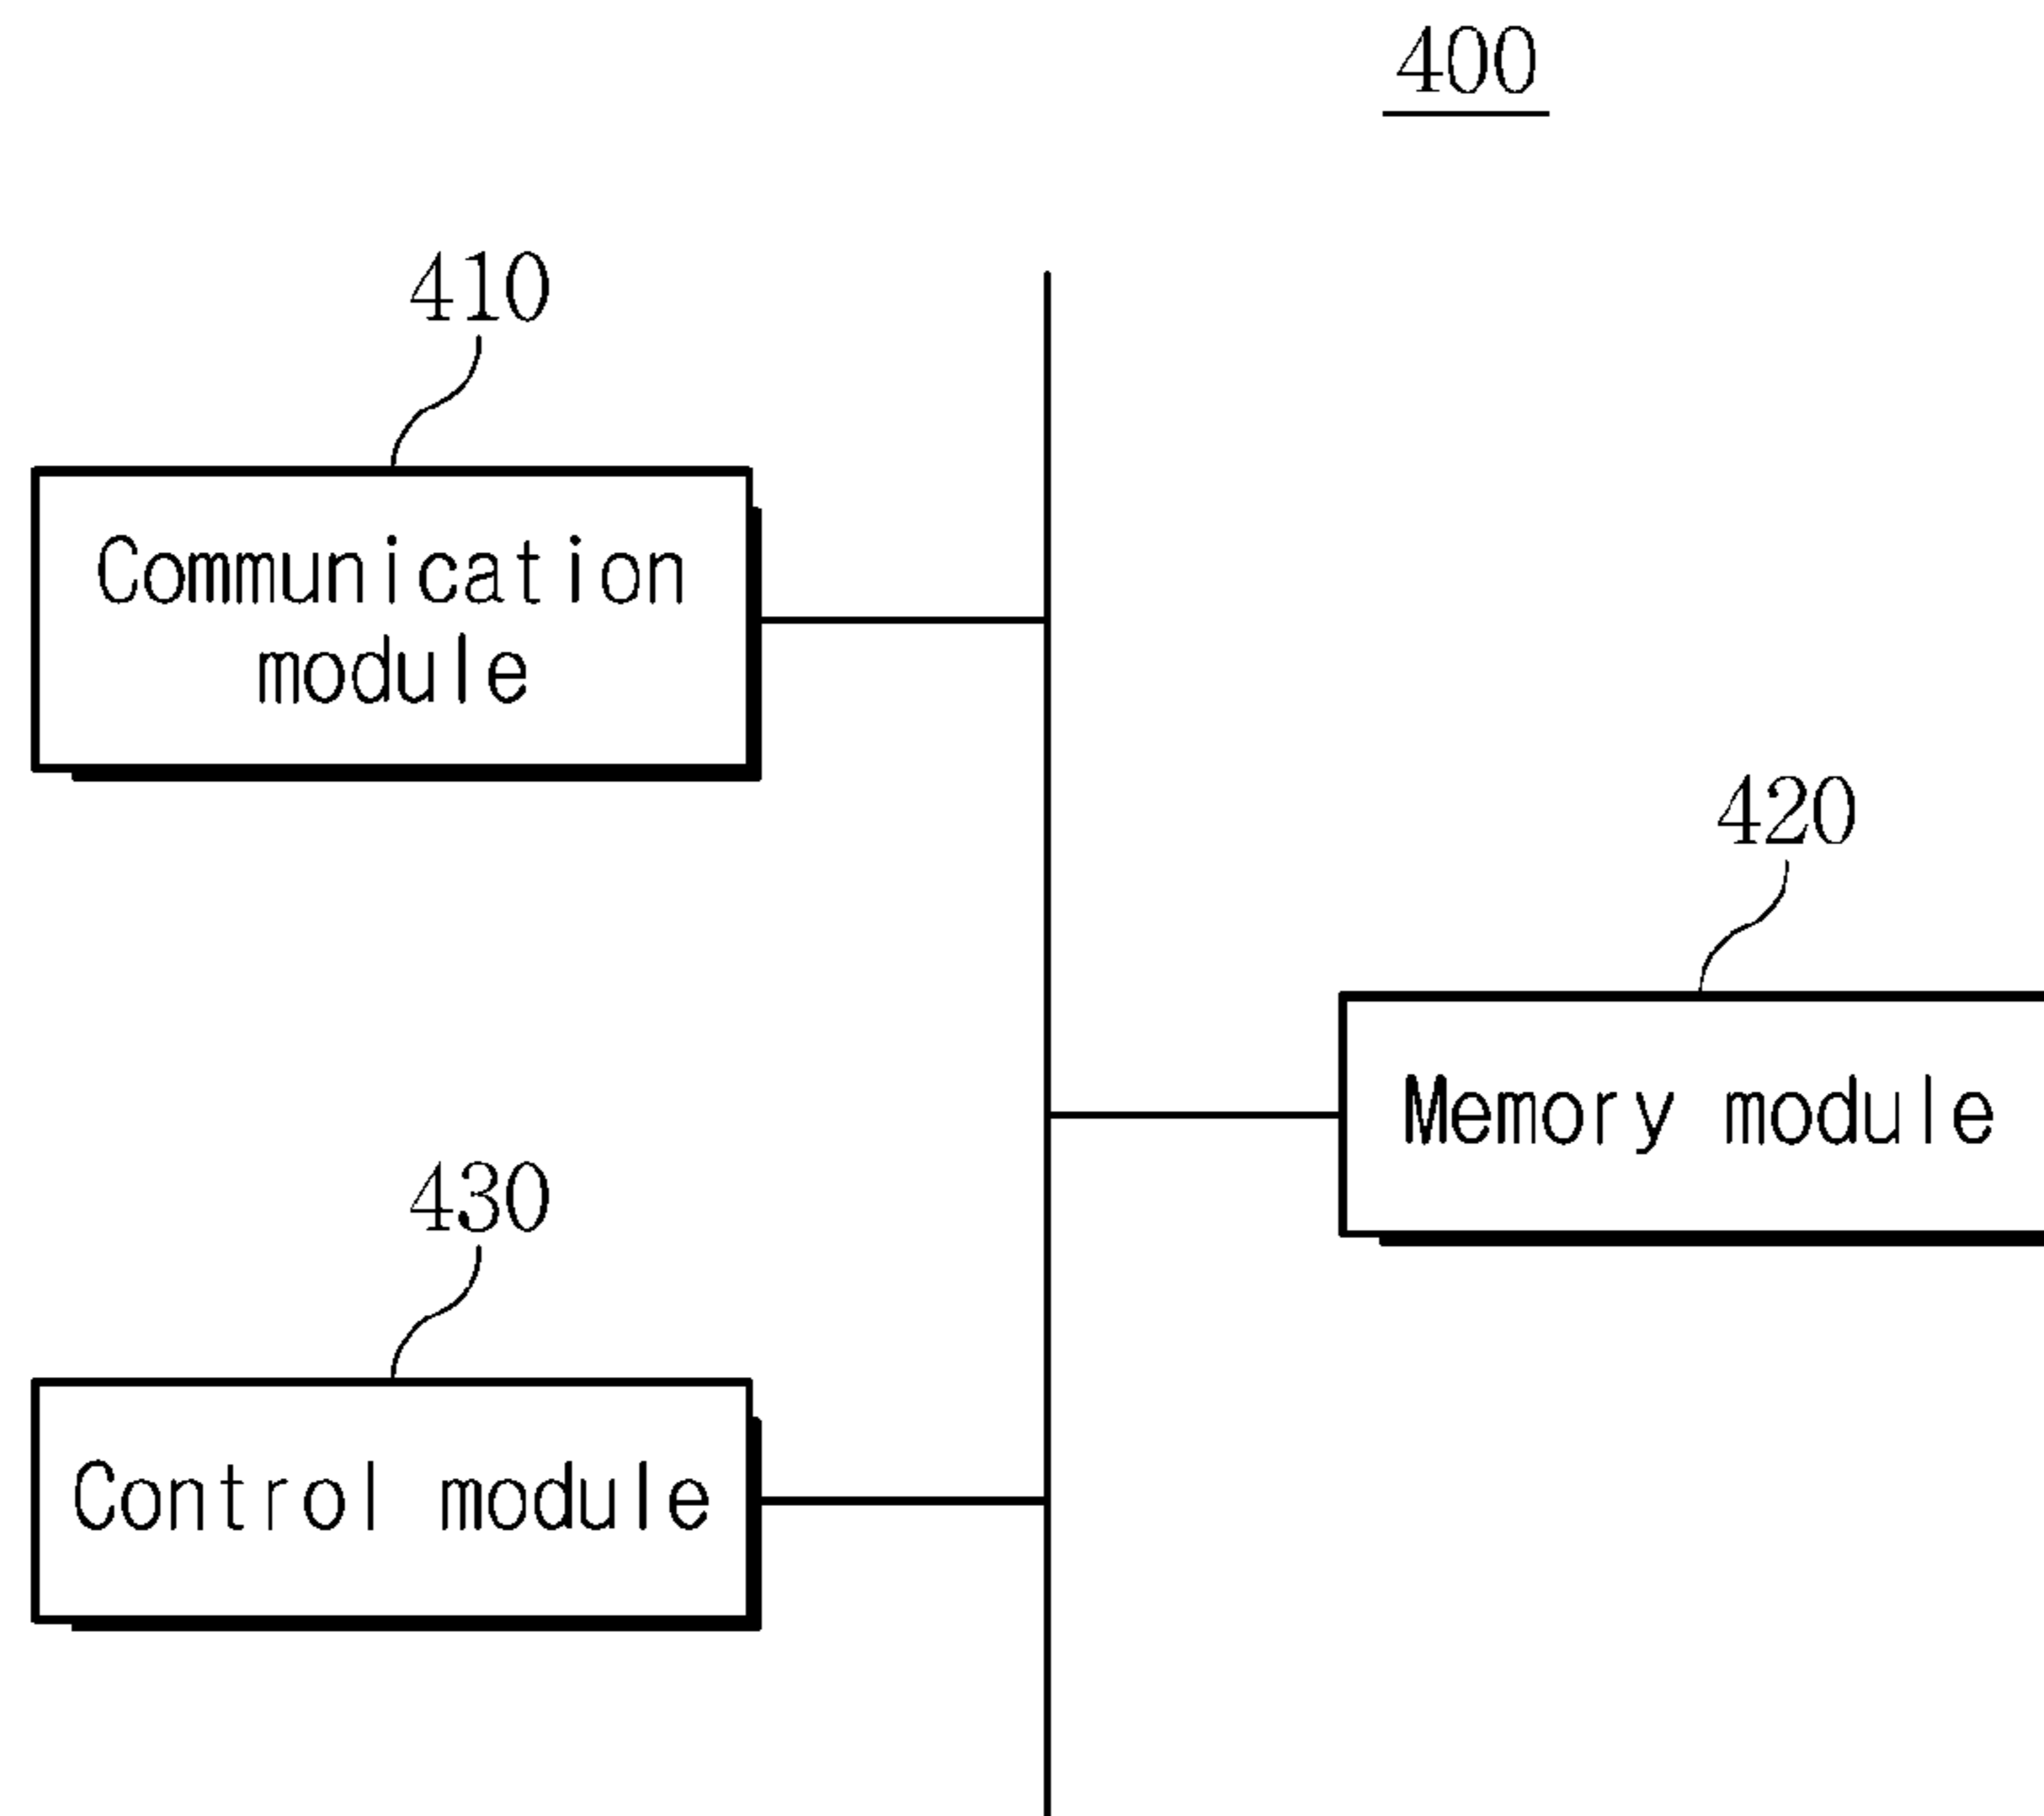 400
410
Communication
module
420
Memory module
430
Control module